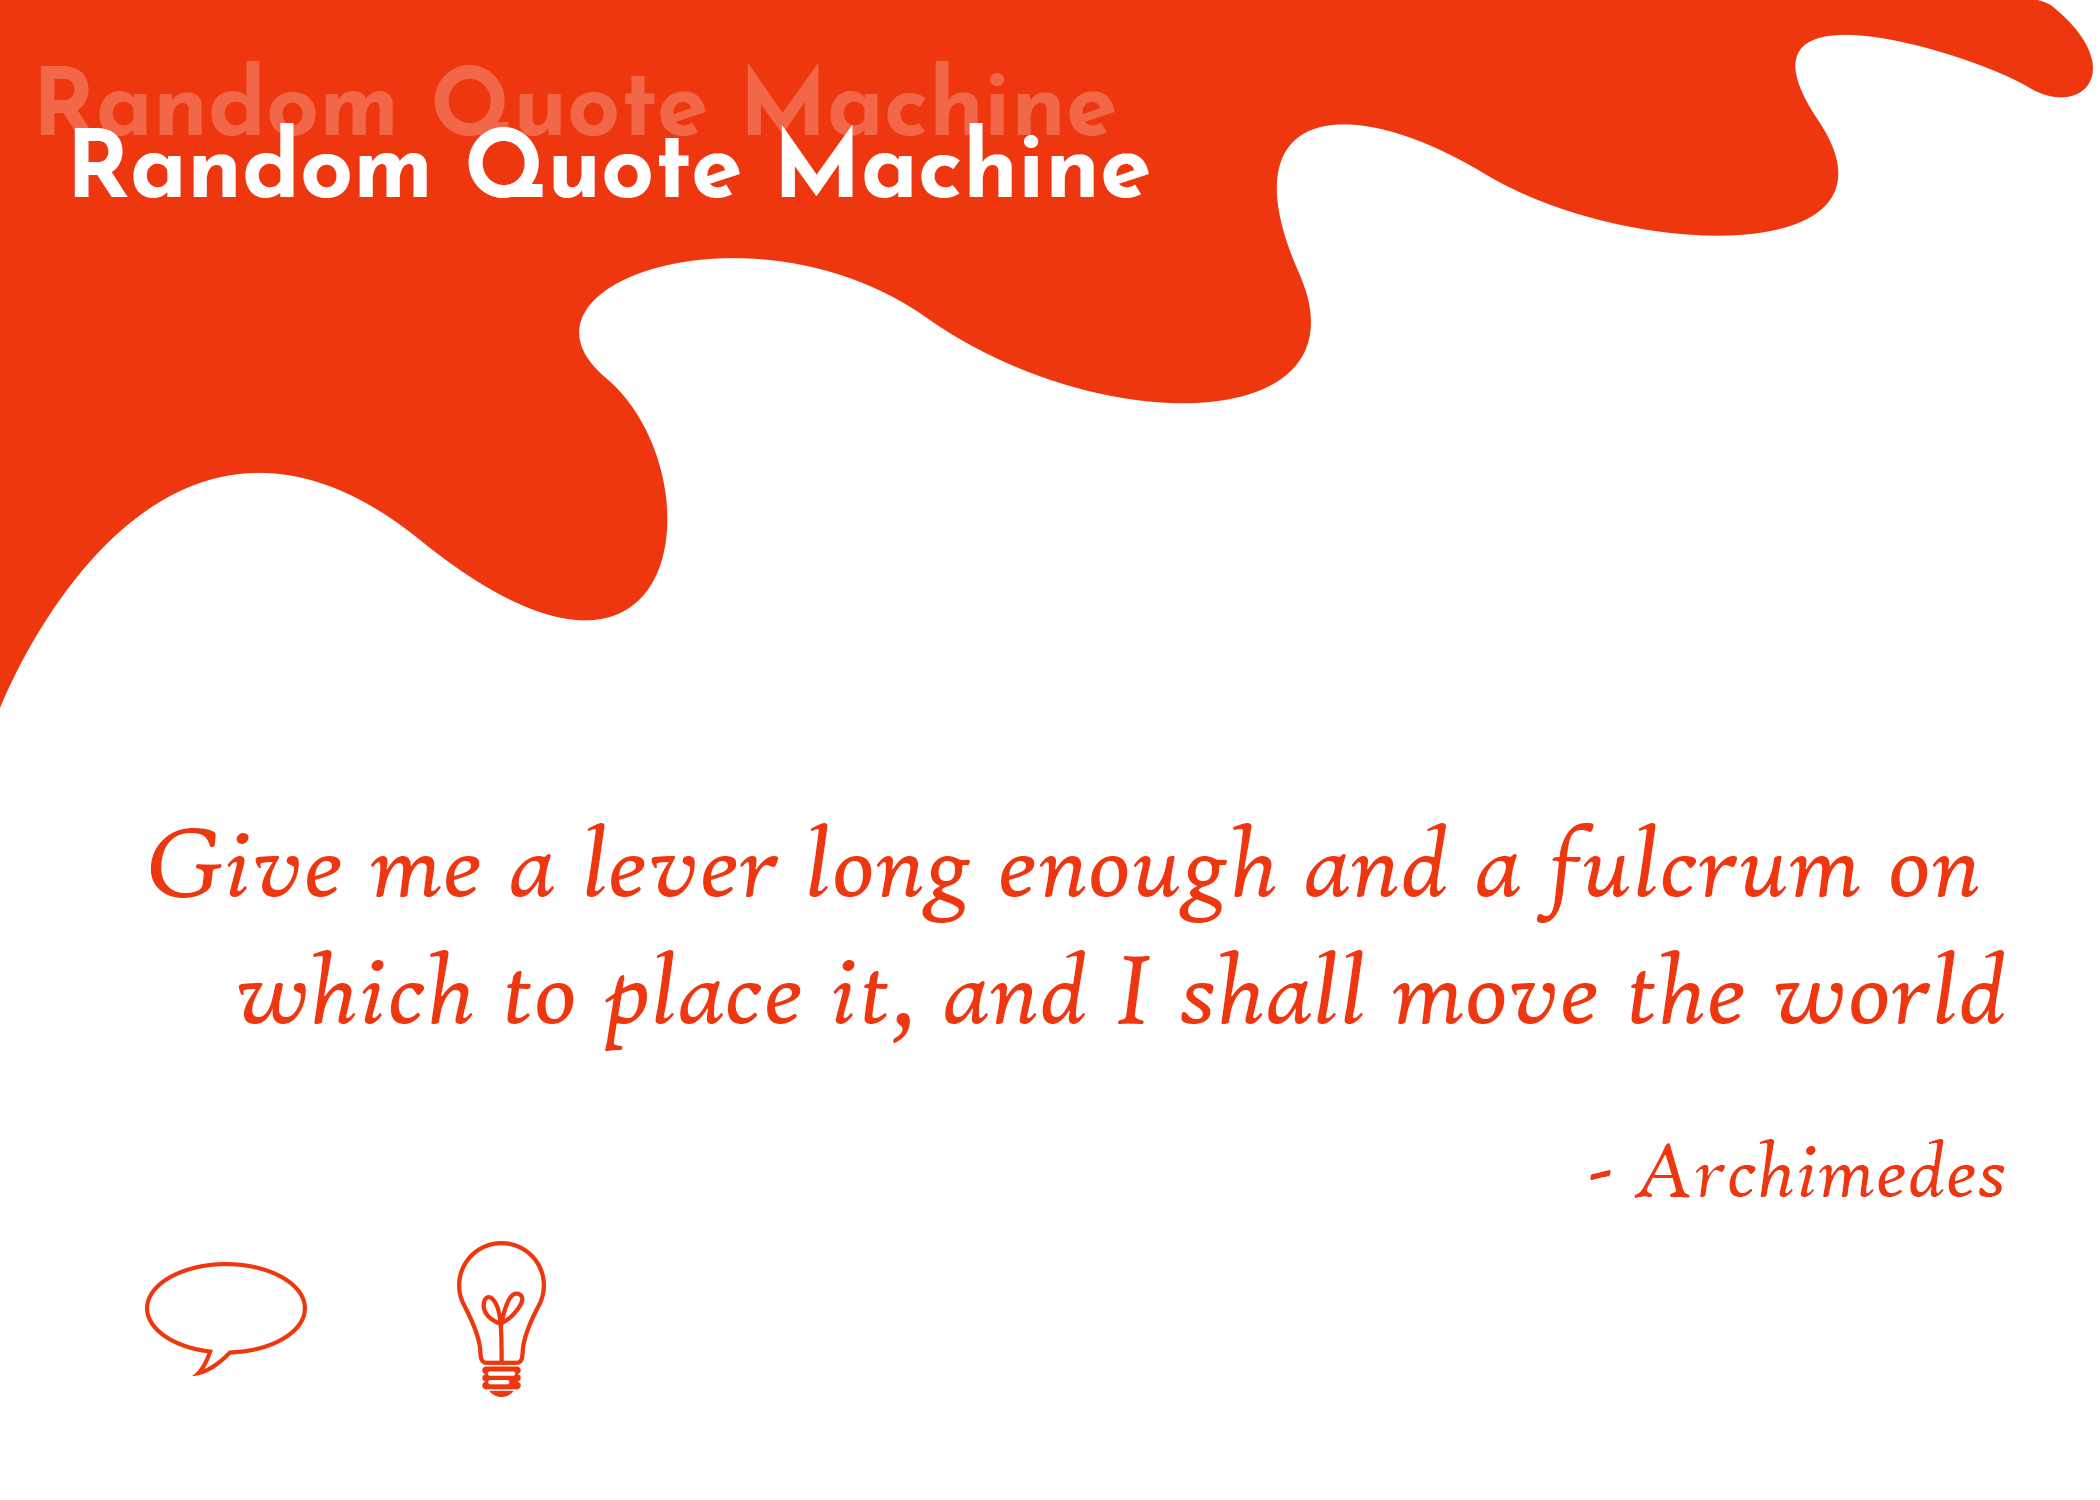 Random Quote Machine
Random Quote Machine
Give me a lever long enough and a fulcrum on
which to place it, and I shall move the world
- Archimedes